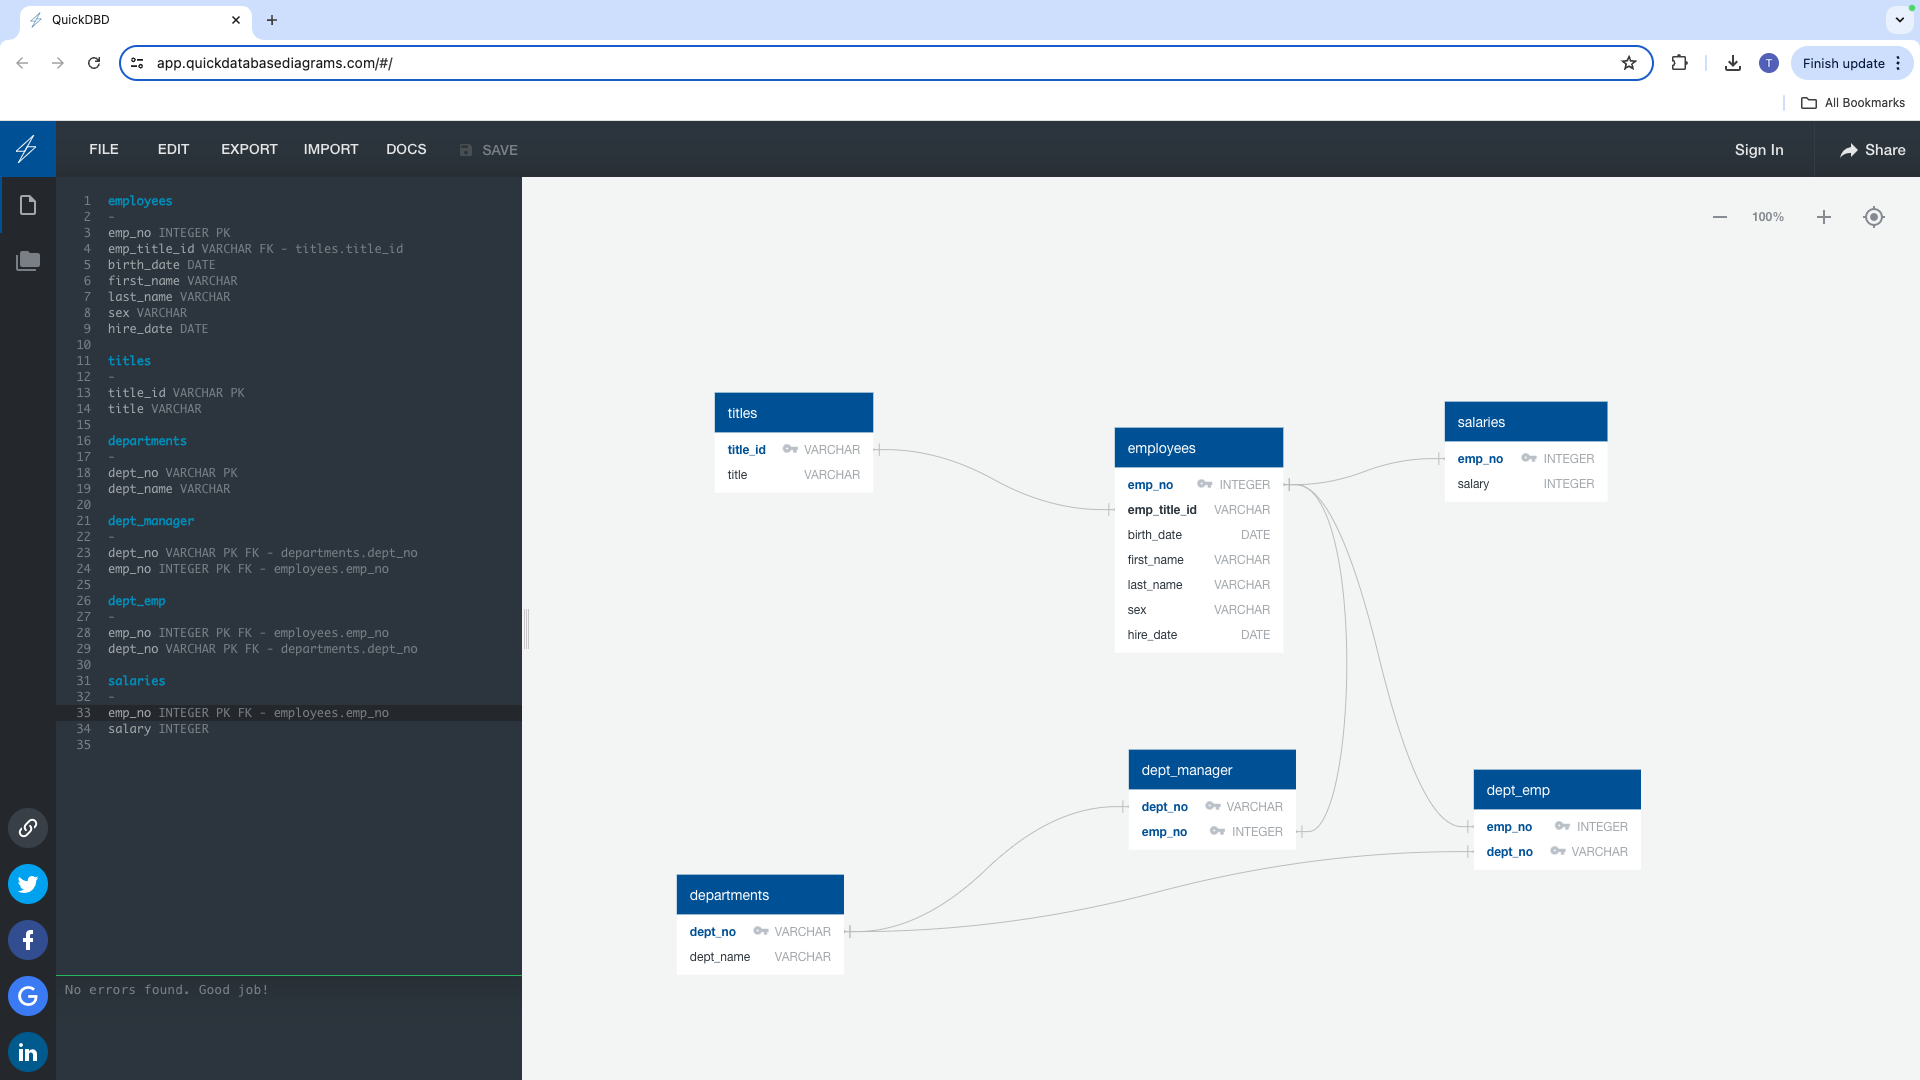 QuickDBD
app.quickdatabasediagrams.com/#/
T
Finish update
All Bookmarks
FILE EDIT EXPORT IMPORT DOCS SAVE
Sign In
Share
1 employees
2 -
3 emp_no INTEGER PK
4 emp_title_id VARCHAR FK - titles.title_id
5 birth_date DATE
6 first_name VARCHAR
7 last_name VARCHAR
8 sex VARCHAR
9 hire_date DATE
10
11 titles
12 -
13 title_id VARCHAR PK
14 title VARCHAR
15
16 departments
17 -
18 dept_no VARCHAR PK
19 dept_name VARCHAR
20
21 dept_manager
22 -
23 dept_no VARCHAR PK FK - departments.dept_no
24 emp_no INTEGER PK FK - employees.emp_no
25
26 dept_emp
27 -
28 emp_no INTEGER PK FK - employees.emp_no
29 dept_no VARCHAR PK FK - departments.dept_no
30
31 salaries
32 -
33 emp_no INTEGER PK FK - employees.emp_no
34 salary INTEGER
35
No errors found. Good job!
100%
titles
title_id VARCHAR
title VARCHAR
employees
emp_no INTEGER
emp_title_id VARCHAR
birth_date DATE
first_name VARCHAR
last_name VARCHAR
sex VARCHAR
hire_date DATE
salaries
emp_no INTEGER
salary INTEGER
dept_manager
dept_no VARCHAR
emp_no INTEGER
dept_emp
emp_no INTEGER
dept_no VARCHAR
departments
dept_no VARCHAR
dept_name VARCHAR